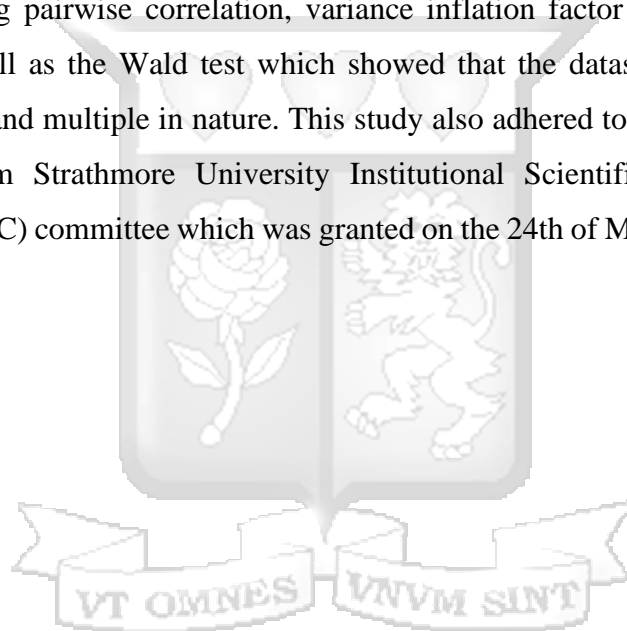 g pairwise correlation, variance inflation factor
ll as the Wald test which showed that the datas
and multiple in nature. This study also adhered to
m Strathmore University Institutional Scientifi
C) committee which was granted on the 24th of M
VT OMNES VNVM SINT